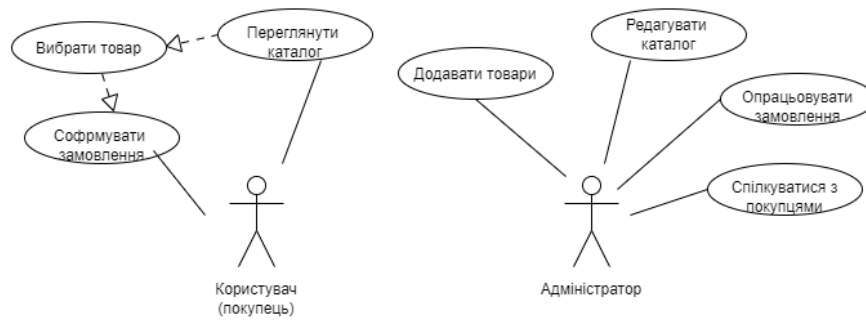 Вибрати товар
Переглянути
каталог
Софрмувати
замовлення
Користувач
(покупець)
Додавати товари
Редагувати
каталог
Опрацьовувати
замовлення
Спілкуватися з
покупцями
Адміністратор